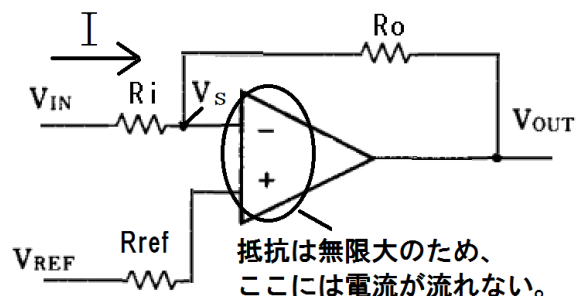 I
Ro
VIN
Ri
VS
−
VOUT
+
Rref
VREF
抵抗は無限大のため、
ここには電流が流れない。